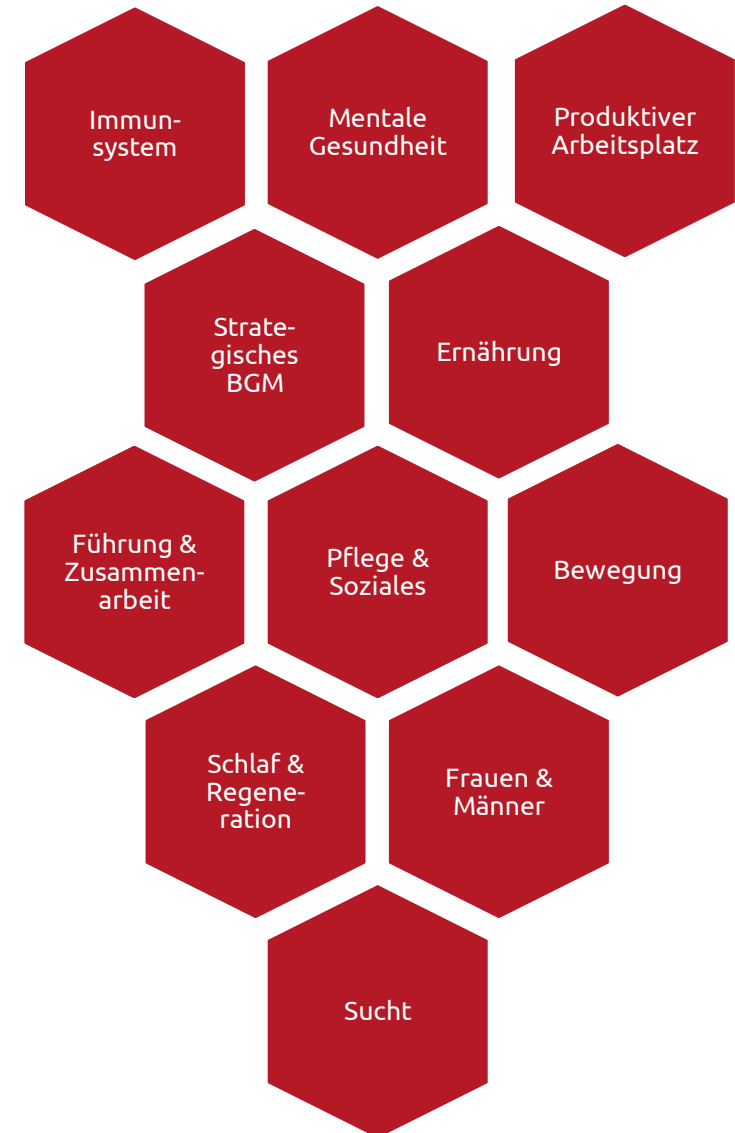 Immun-
system
Mentale
Gesundheit
Produktiver
Arbeitsplatz
Strate-
gisches
BGM
Ernährung
Führung &
Zusammen-
arbeit
Pflege &
Soziales
Bewegung
Schlaf &
Regene-
ration
Frauen &
Männer
Sucht